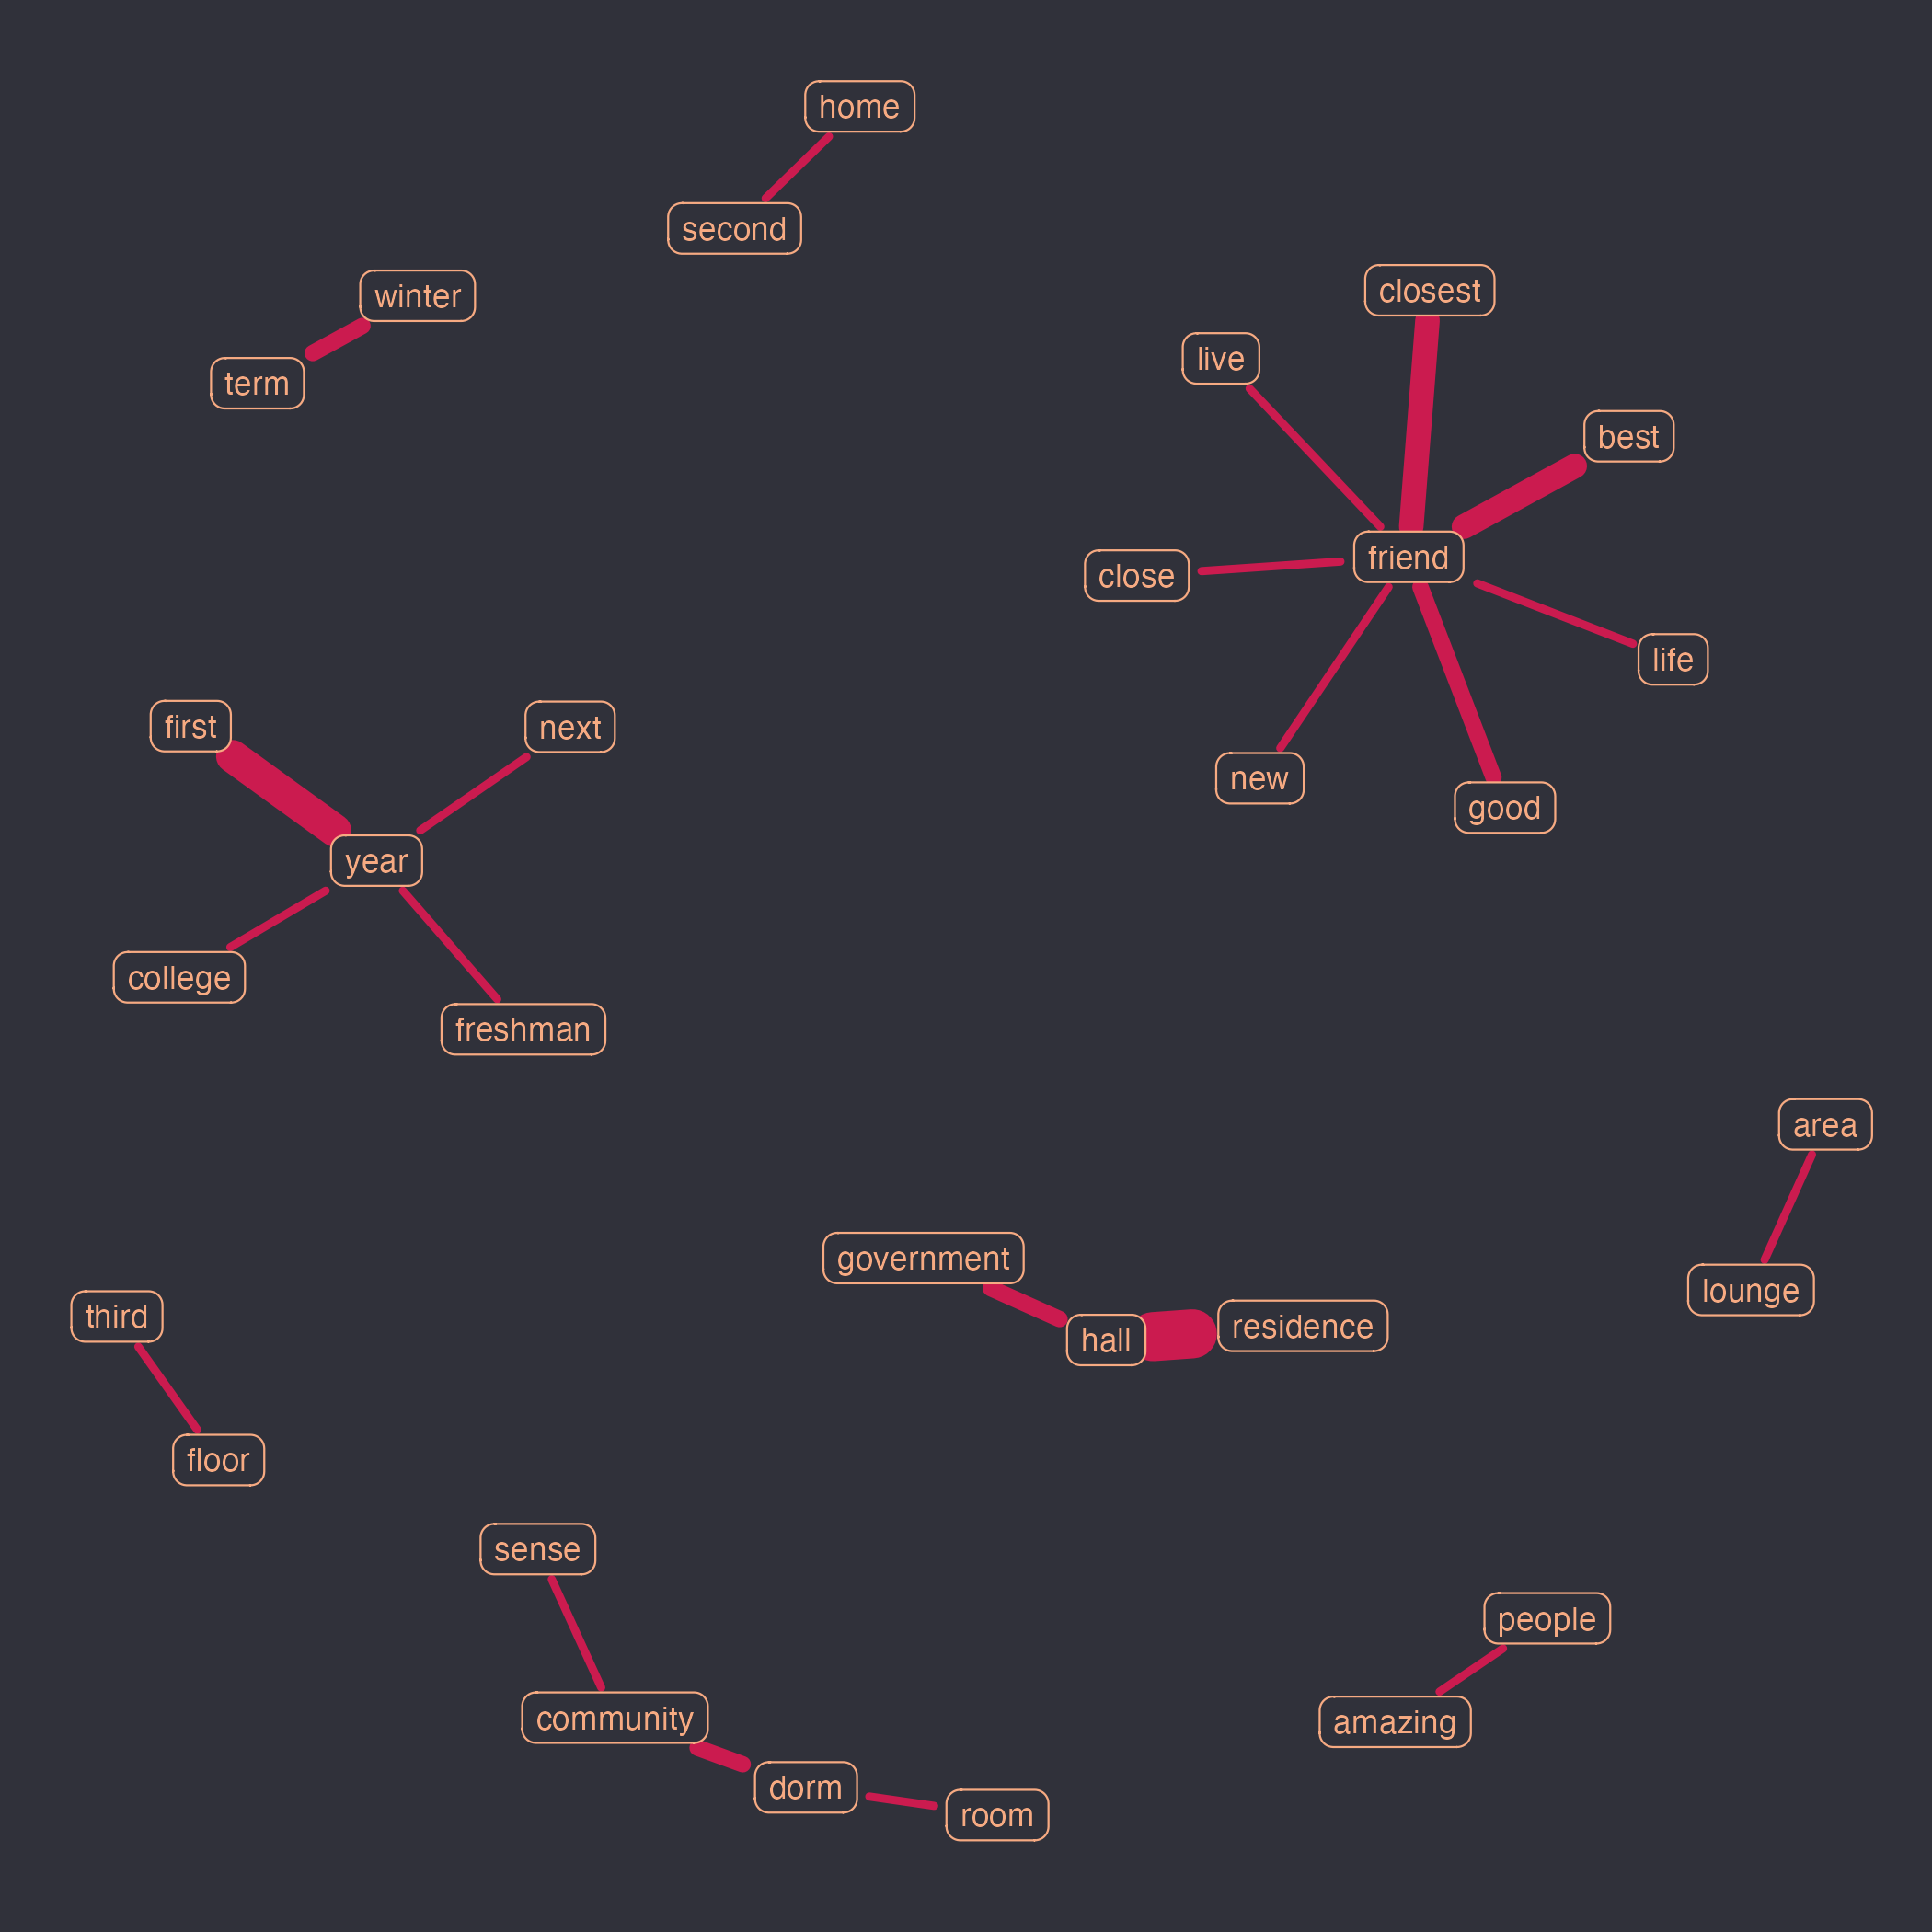 home
second
winter
term
closest
live
best
friend
close
life
new
good
first
next
year
college
freshman
area
lounge
government
hall
residence
third
floor
sense
community
dorm
room
people
amazing